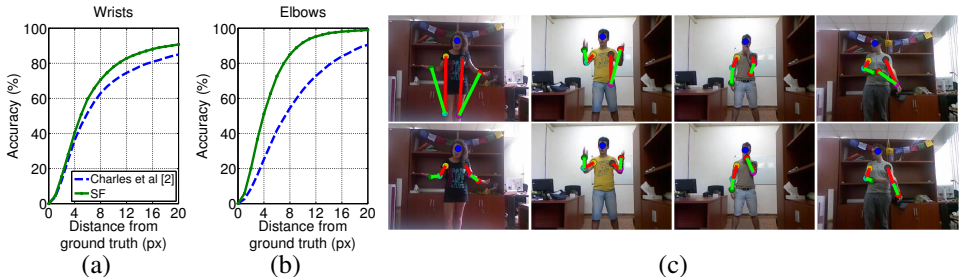 Wrists
Elbows
Accuracy (%)
100
80
60
40
20
0
Charles et al [2]
SF
0 4 8 12 16 20
Distance from
ground truth (px)
Accuracy (%)
100
80
60
40
20
0
0 4 8 12 16 20
Distance from
ground truth (px)
(a)
(b)
(c)